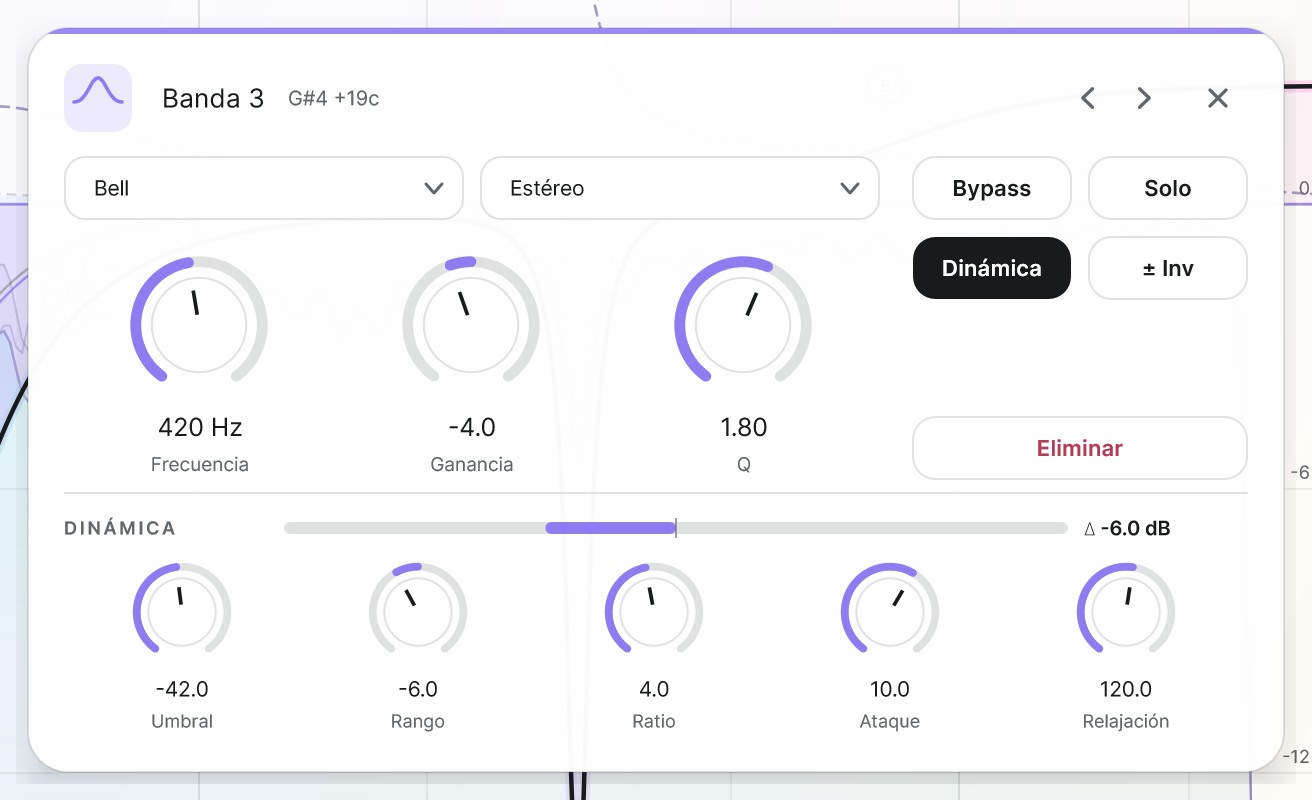 Banda 3 G#4 +19c
Bell
Estéreo
Bypass
Solo
Dinámica
± Inv
420 Hz
Frecuencia
-4.0
Ganancia
1.80
Q
Eliminar
DINÁMICA
Δ -6.0 dB
-42.0
Umbral
-6.0
Rango
4.0
Ratio
10.0
Ataque
120.0
Relajación
-6
-12